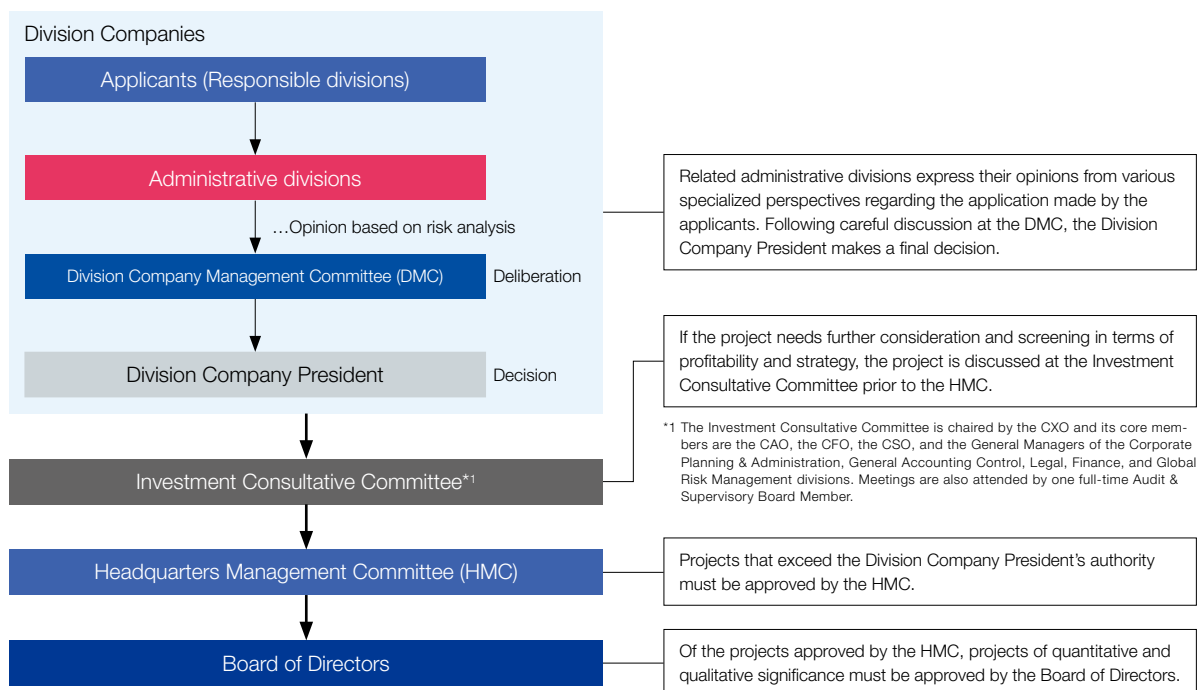 Division Companies
Applicants (Responsible divisions)
Administrative divisions
…Opinion based on risk analysis
Division Company Management Committee (DMC)
Deliberation
Division Company President
Decision
Related administrative divisions express their opinions from various
specialized perspectives regarding the application made by the
applicants. Following careful discussion at the DMC, the Division
Company President makes a final decision.
If the project needs further consideration and screening in terms of
profitability and strategy, the project is discussed at the Investment
Consultative Committee prior to the HMC.
*1 The Investment Consultative Committee is chaired by the CXO and its core mem-
bers are the CAO, the CFO, the CSO, and the General Managers of the Corporate
Planning & Administration, General Accounting Control, Legal, Finance, and Global
Risk Management divisions. Meetings are also attended by one full-time Audit &
Supervisory Board Member.
Investment Consultative Committee*1
Headquarters Management Committee (HMC)
Projects that exceed the Division Company President’s authority
must be approved by the HMC.
Board of Directors
Of the projects approved by the HMC, projects of quantitative and
qualitative significance must be approved by the Board of Directors.